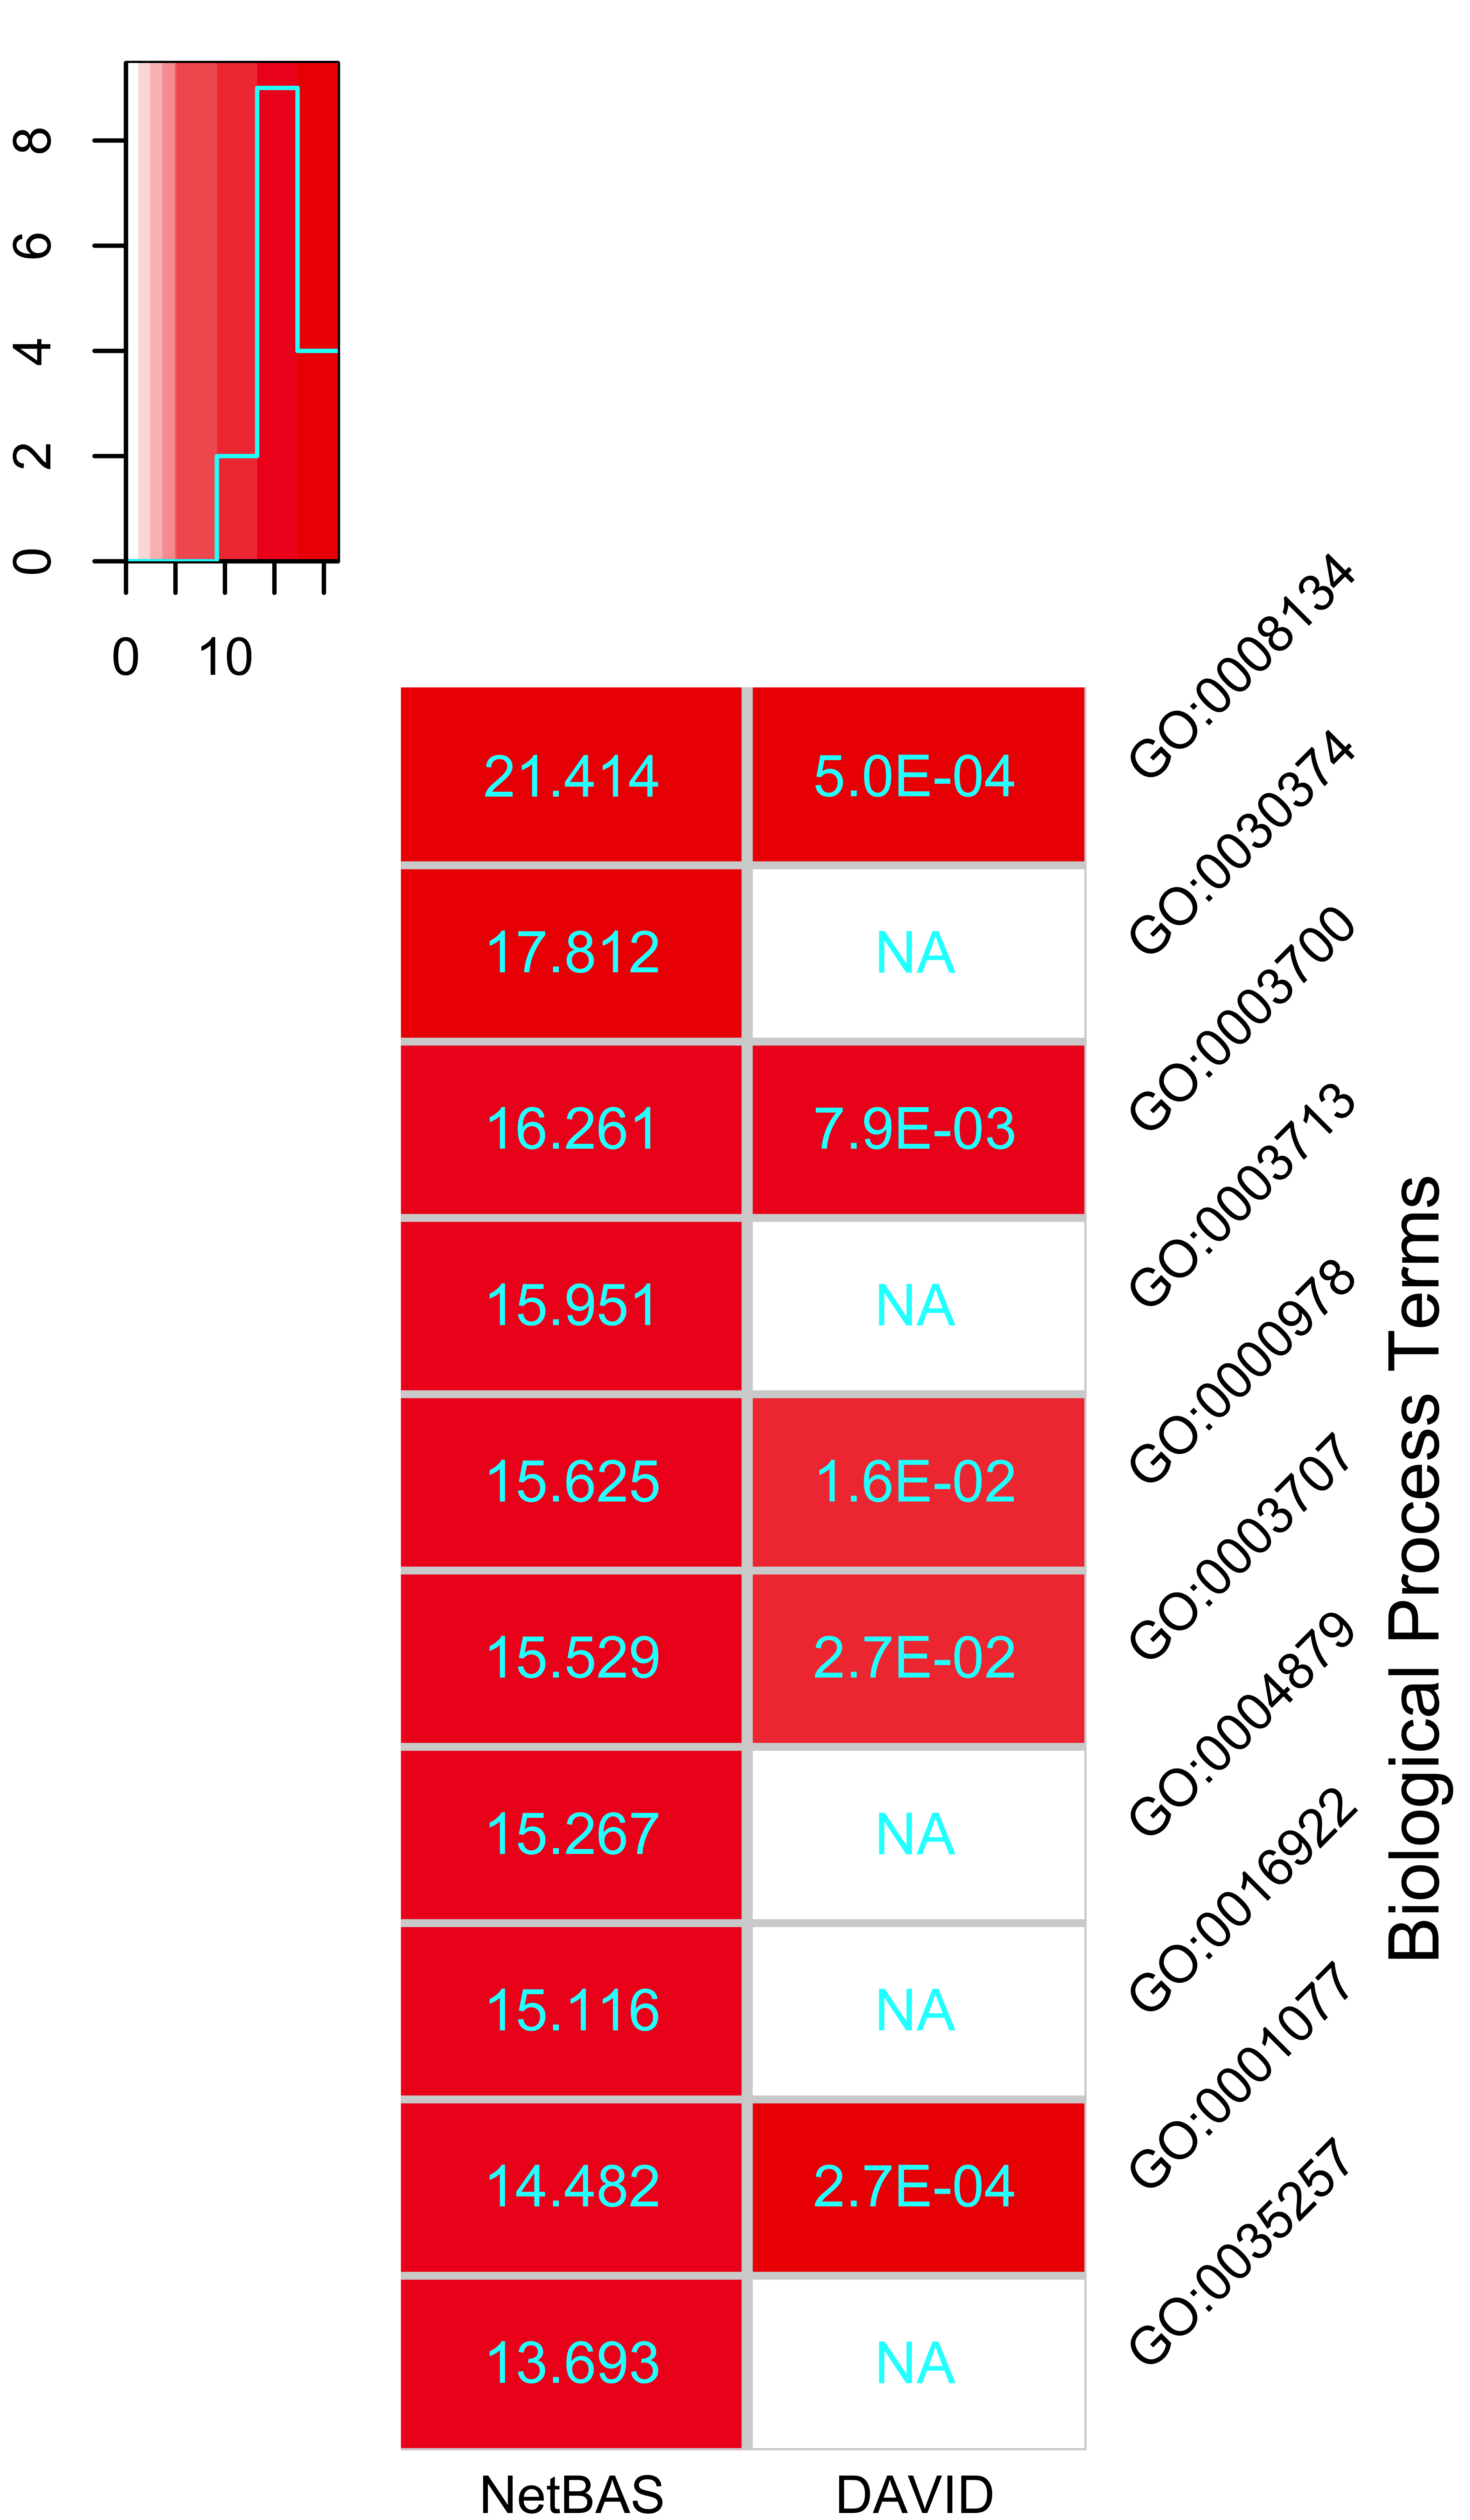 8
6
4
2
0
0 10
GO:0008134
21.414 5.0E-04
GO:0030374
17.812 NA
GO:0003700
16.261 7.9E-03
GO:0003713
15.951 NA
GO:0000978
15.625 1.6E-02
GO:0003707
15.529 2.7E-02
GO:0004879
15.267 NA
GO:0016922
15.116 NA
GO:0001077
14.482 2.7E-04
GO:0035257
13.693 NA
Biological Process Terms
NetBAS DAVID